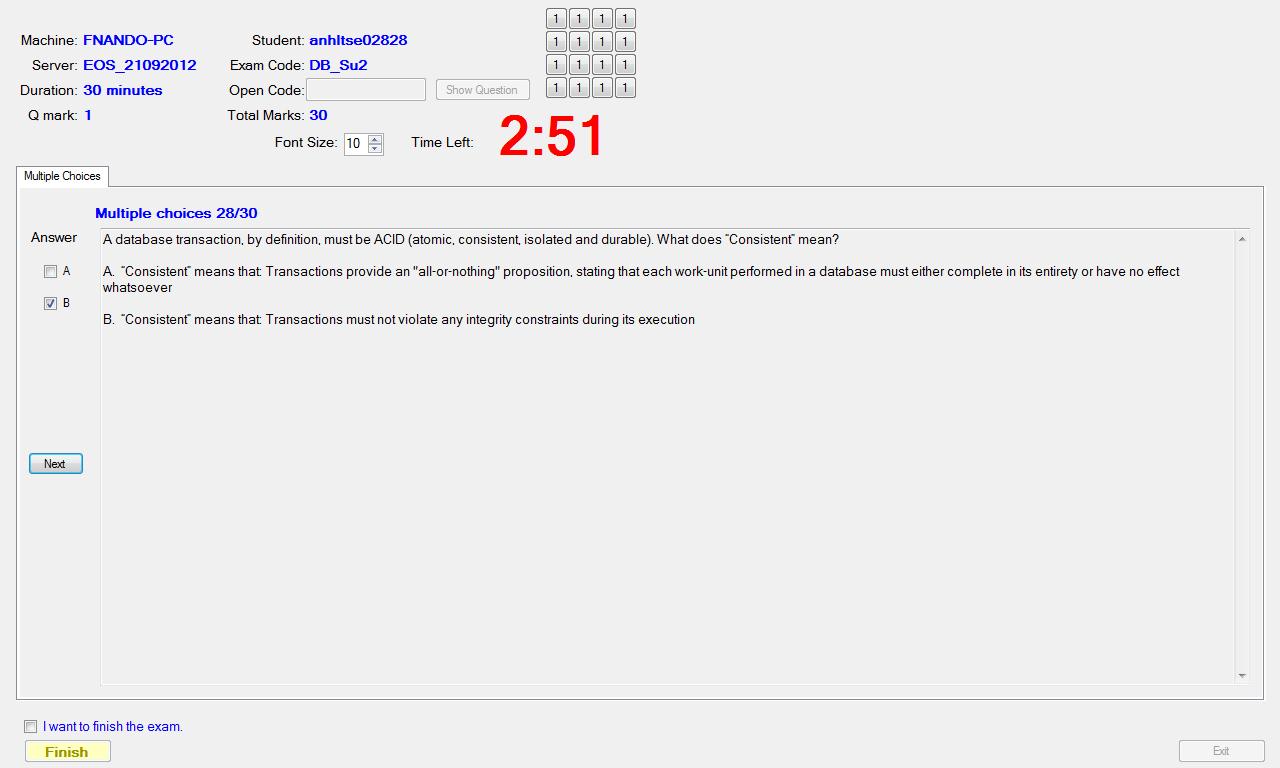 Machine: FNANDO-PC
Student: anhltse02828
Server: EOS_21092012
Exam Code: DB_Su2
Duration: 30 minutes
Open Code:
Show Question
Q mark: 1
Total Marks: 30
Font Size: 10
Time Left: 2:51
1 1 1 1
1 1 1 1
1 1 1 1
1 1 1 1
Multiple Choices
Multiple choices 28/30
Answer
A
B
A database transaction, by definition, must be ACID (atomic, consistent, isolated and durable). What does “Consistent” mean?
A. “Consistent” means that: Transactions provide an "all-or-nothing" proposition, stating that each work-unit performed in a database must either complete in its entirety or have no effect
whatsoever
B. “Consistent” means that: Transactions must not violate any integrity constraints during its execution
Next
I want to finish the exam.
Finish
Exit